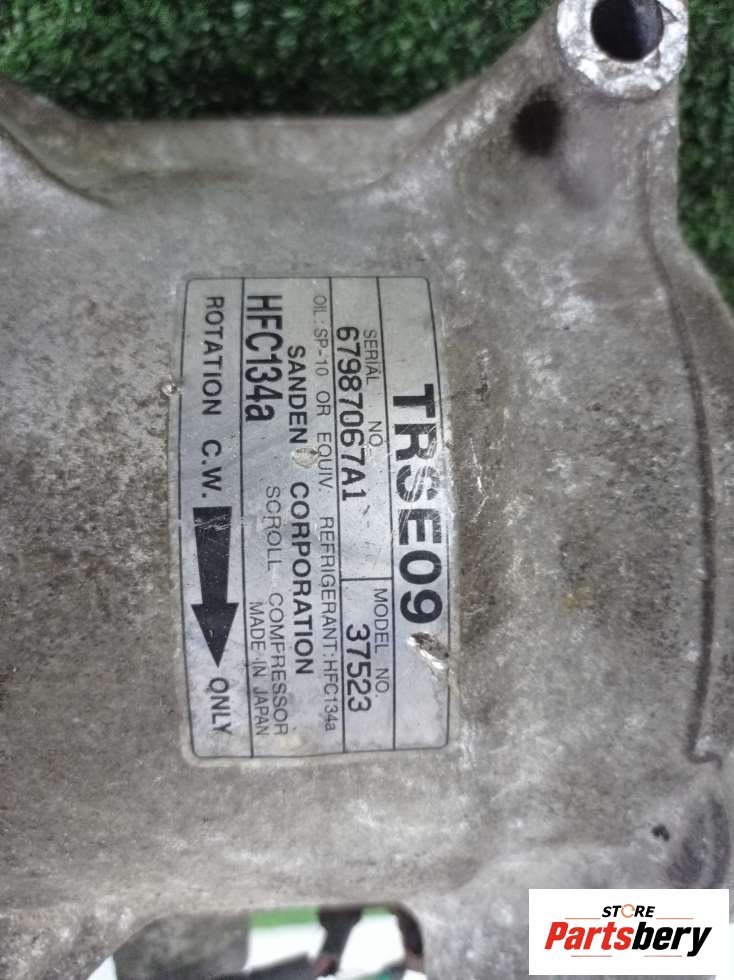 TRSE09
SERIAL NO. MODEL NO.
67987067A1 37523
OIL: SP-10 OR EQUIV. REFRIGERANT: HFC134a
SANDEN CORPORATION
HFC134a SCROLL COMPRESSOR
MADE IN JAPAN
ROTATION C.W. ONLY
STORE
Partsbery